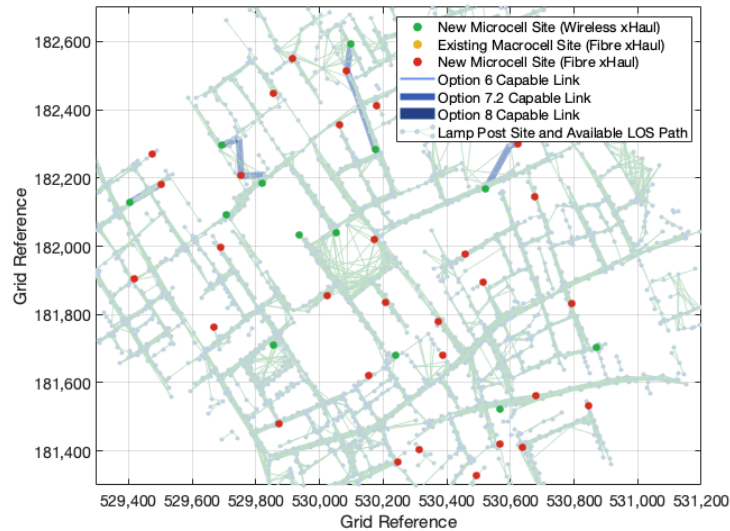 New Microcell Site (Wireless xHaul)
Existing Macrocell Site (Fibre xHaul)
New Microcell Site (Fibre xHaul)
Option 6 Capable Link
Option 7.2 Capable Link
Option 8 Capable Link
Lamp Post Site and Available LOS Path
Grid Reference
182,600
182,400
182,200
182,000
181,800
181,600
181,400
529,400 529,600 529,800 530,000 530,200 530,400 530,600 530,800 531,000 531,200
Grid Reference